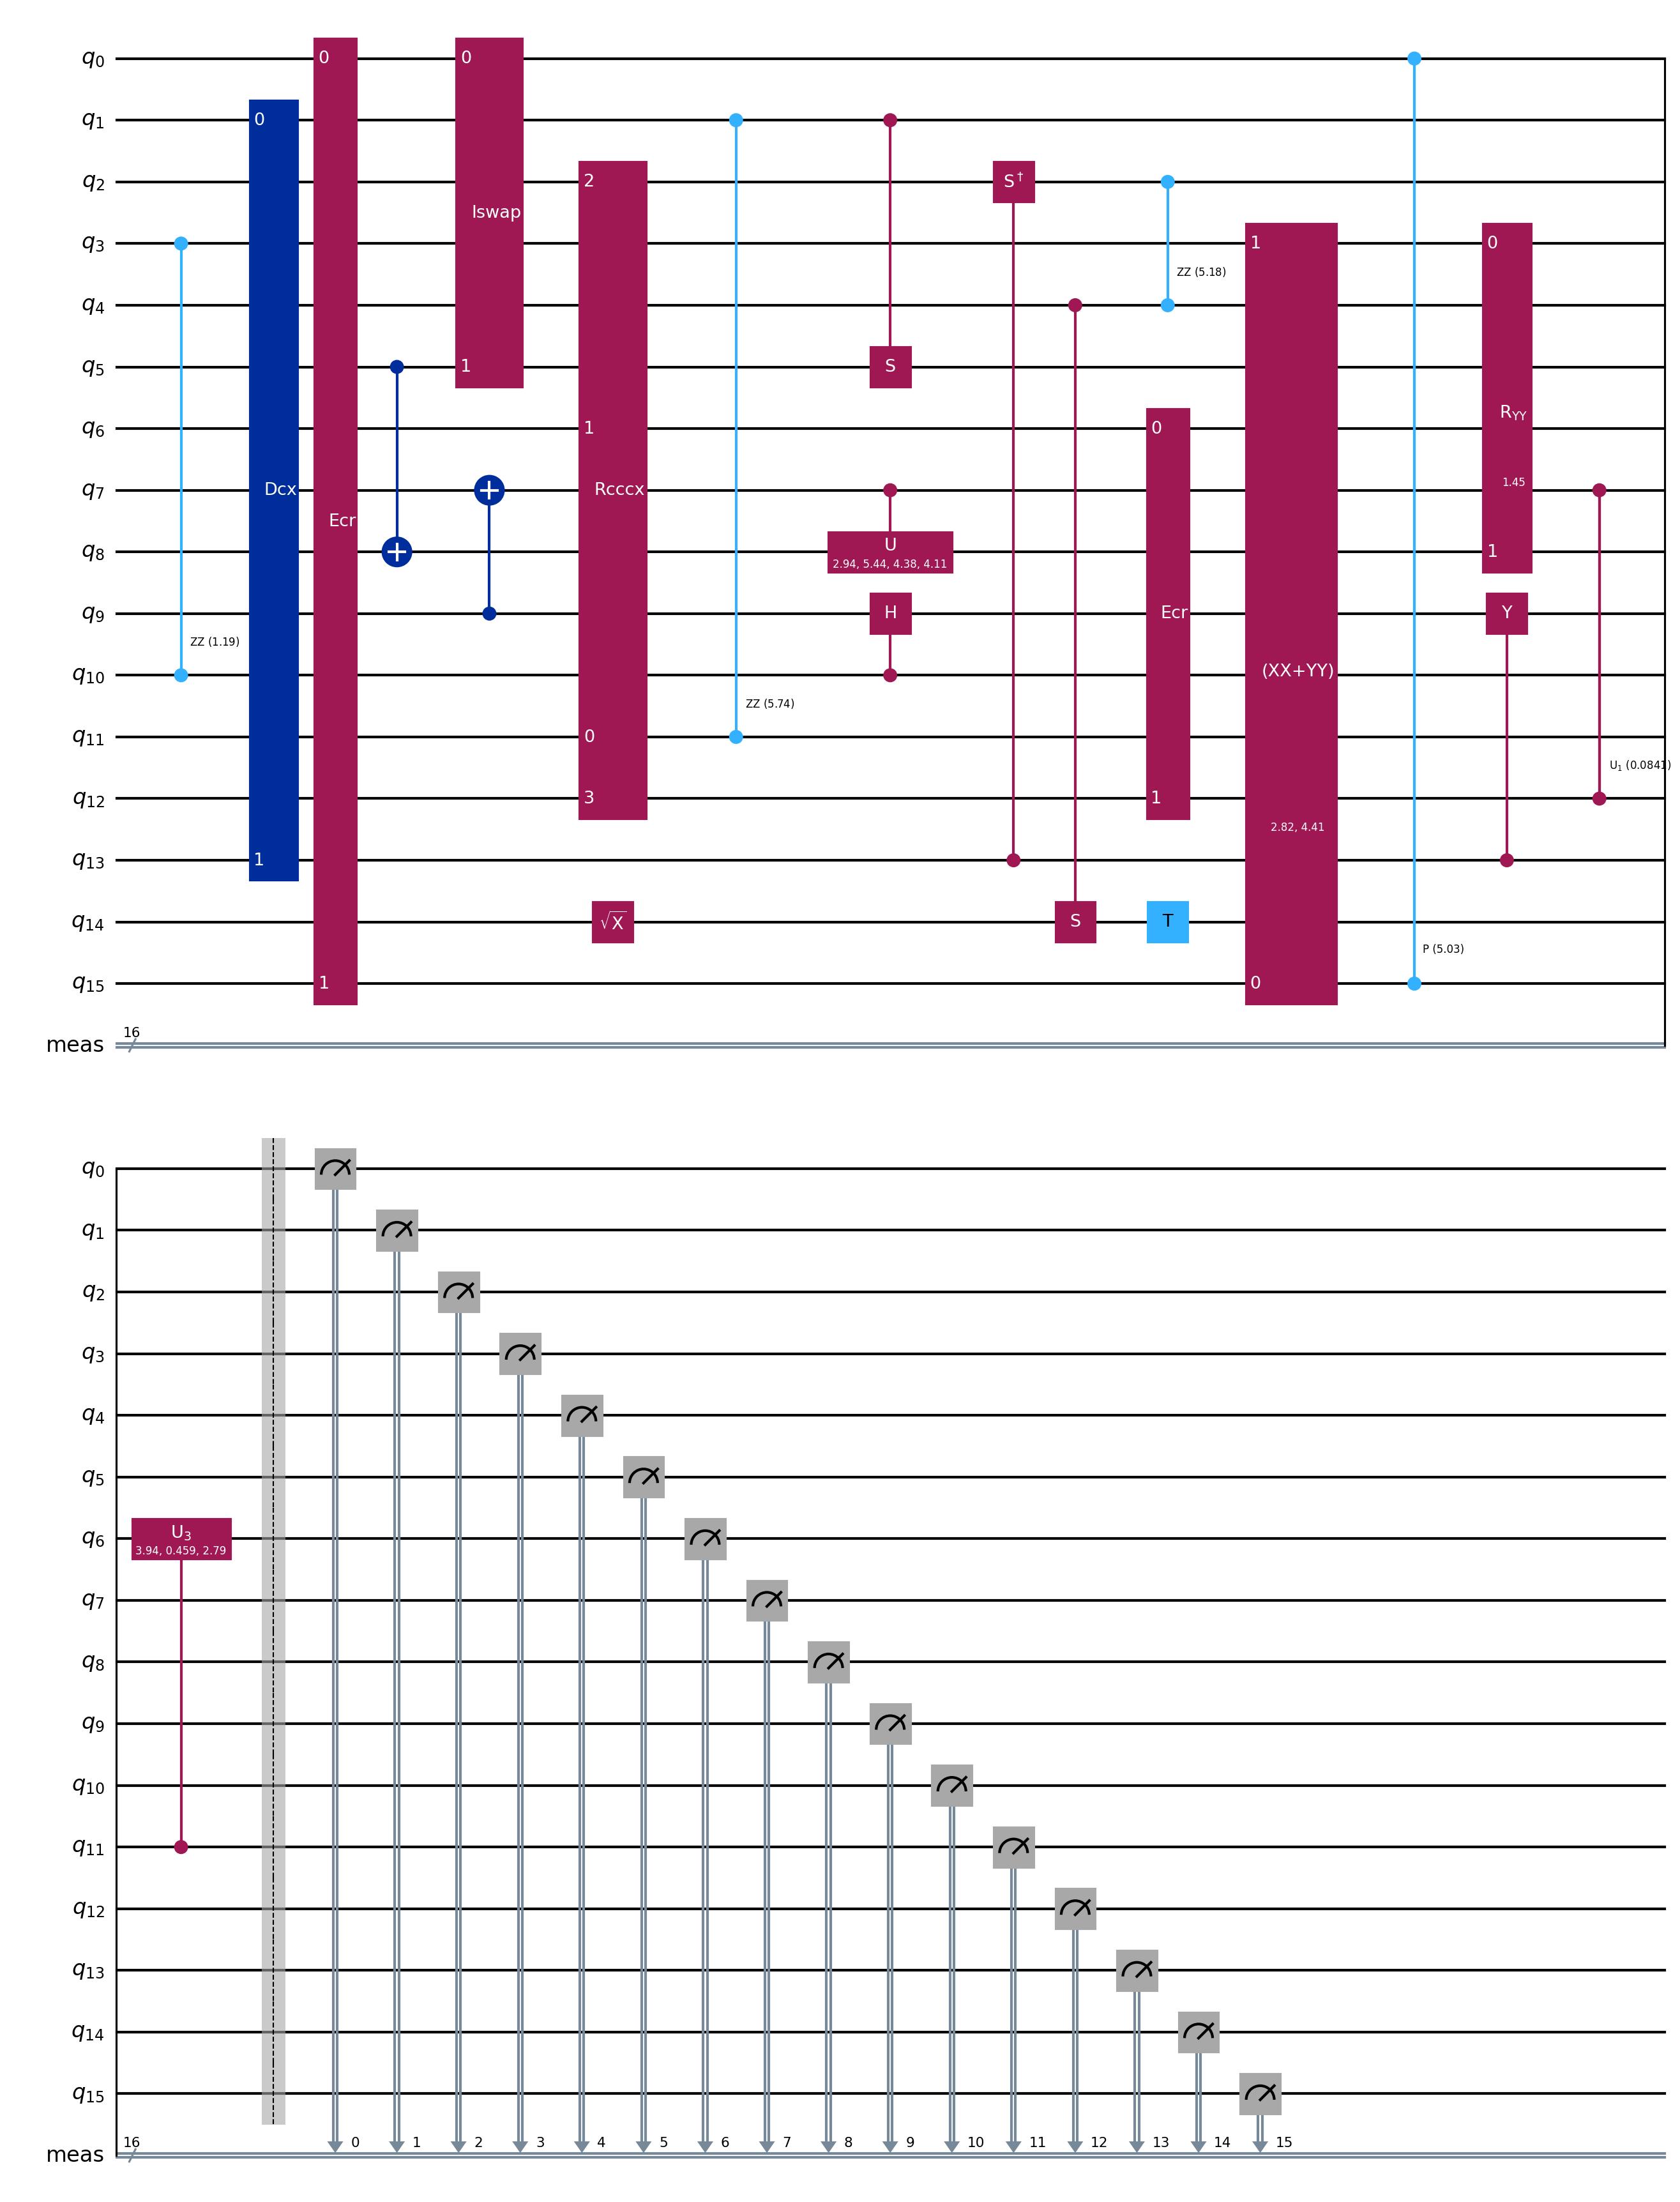 q0 0 0
q1 0
q2 2 S†
Iswap
q3 1 0
ZZ (5.18)
q4
q5 1 S
RYY
q6 1 0
1.45
q7 Dcx Rcccx
Ecr
U
q8 1
2.94, 5.44, 4.38, 4.11
q9 H Ecr Y
ZZ (1.19)
q10 (XX+YY)
ZZ (5.74)
q11 0
U1 (0.0841)
q12 3 1
2.82, 4.41
q13 1
q14 √X S T
P (5.03)
q15 1 0
16
meas
q0
q1
q2
q3
q4
q5
q6 U3
3.94, 0.459, 2.79
q7
q8
q9
q10
q11
q12
q13
q14
q15
16 0 1 2 3 4 5 6 7 8 9 10 11 12 13 14 15
meas